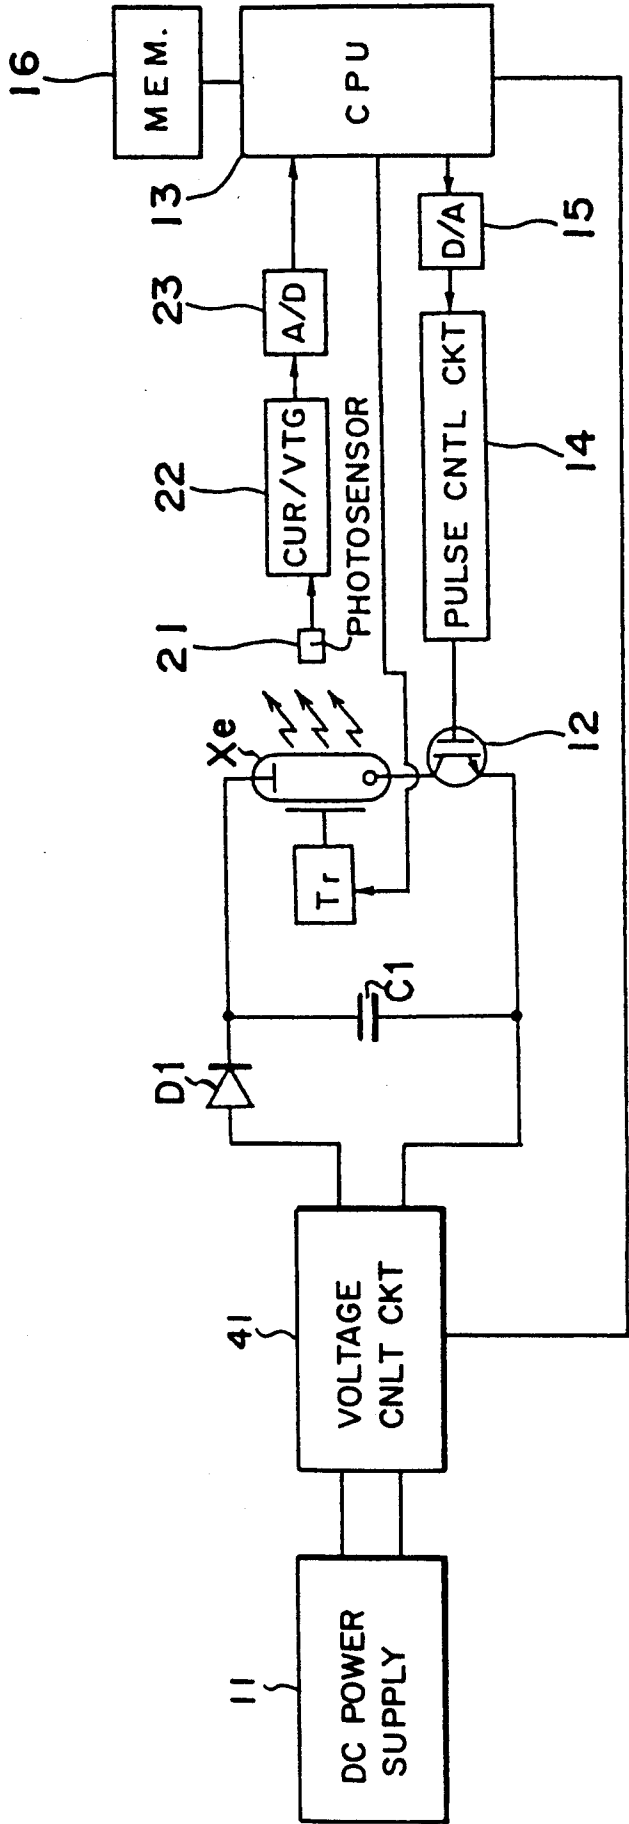 16
MEM.
13
CPU
23
A/D
22
CUR/VTG
21
PHOTOSENSOR
D/A
15
PULSE CNTL CKT
14
Xe
Tr
12
D1
C1
41
VOLTAGE
CNLT CKT
11
DC POWER
SUPPLY